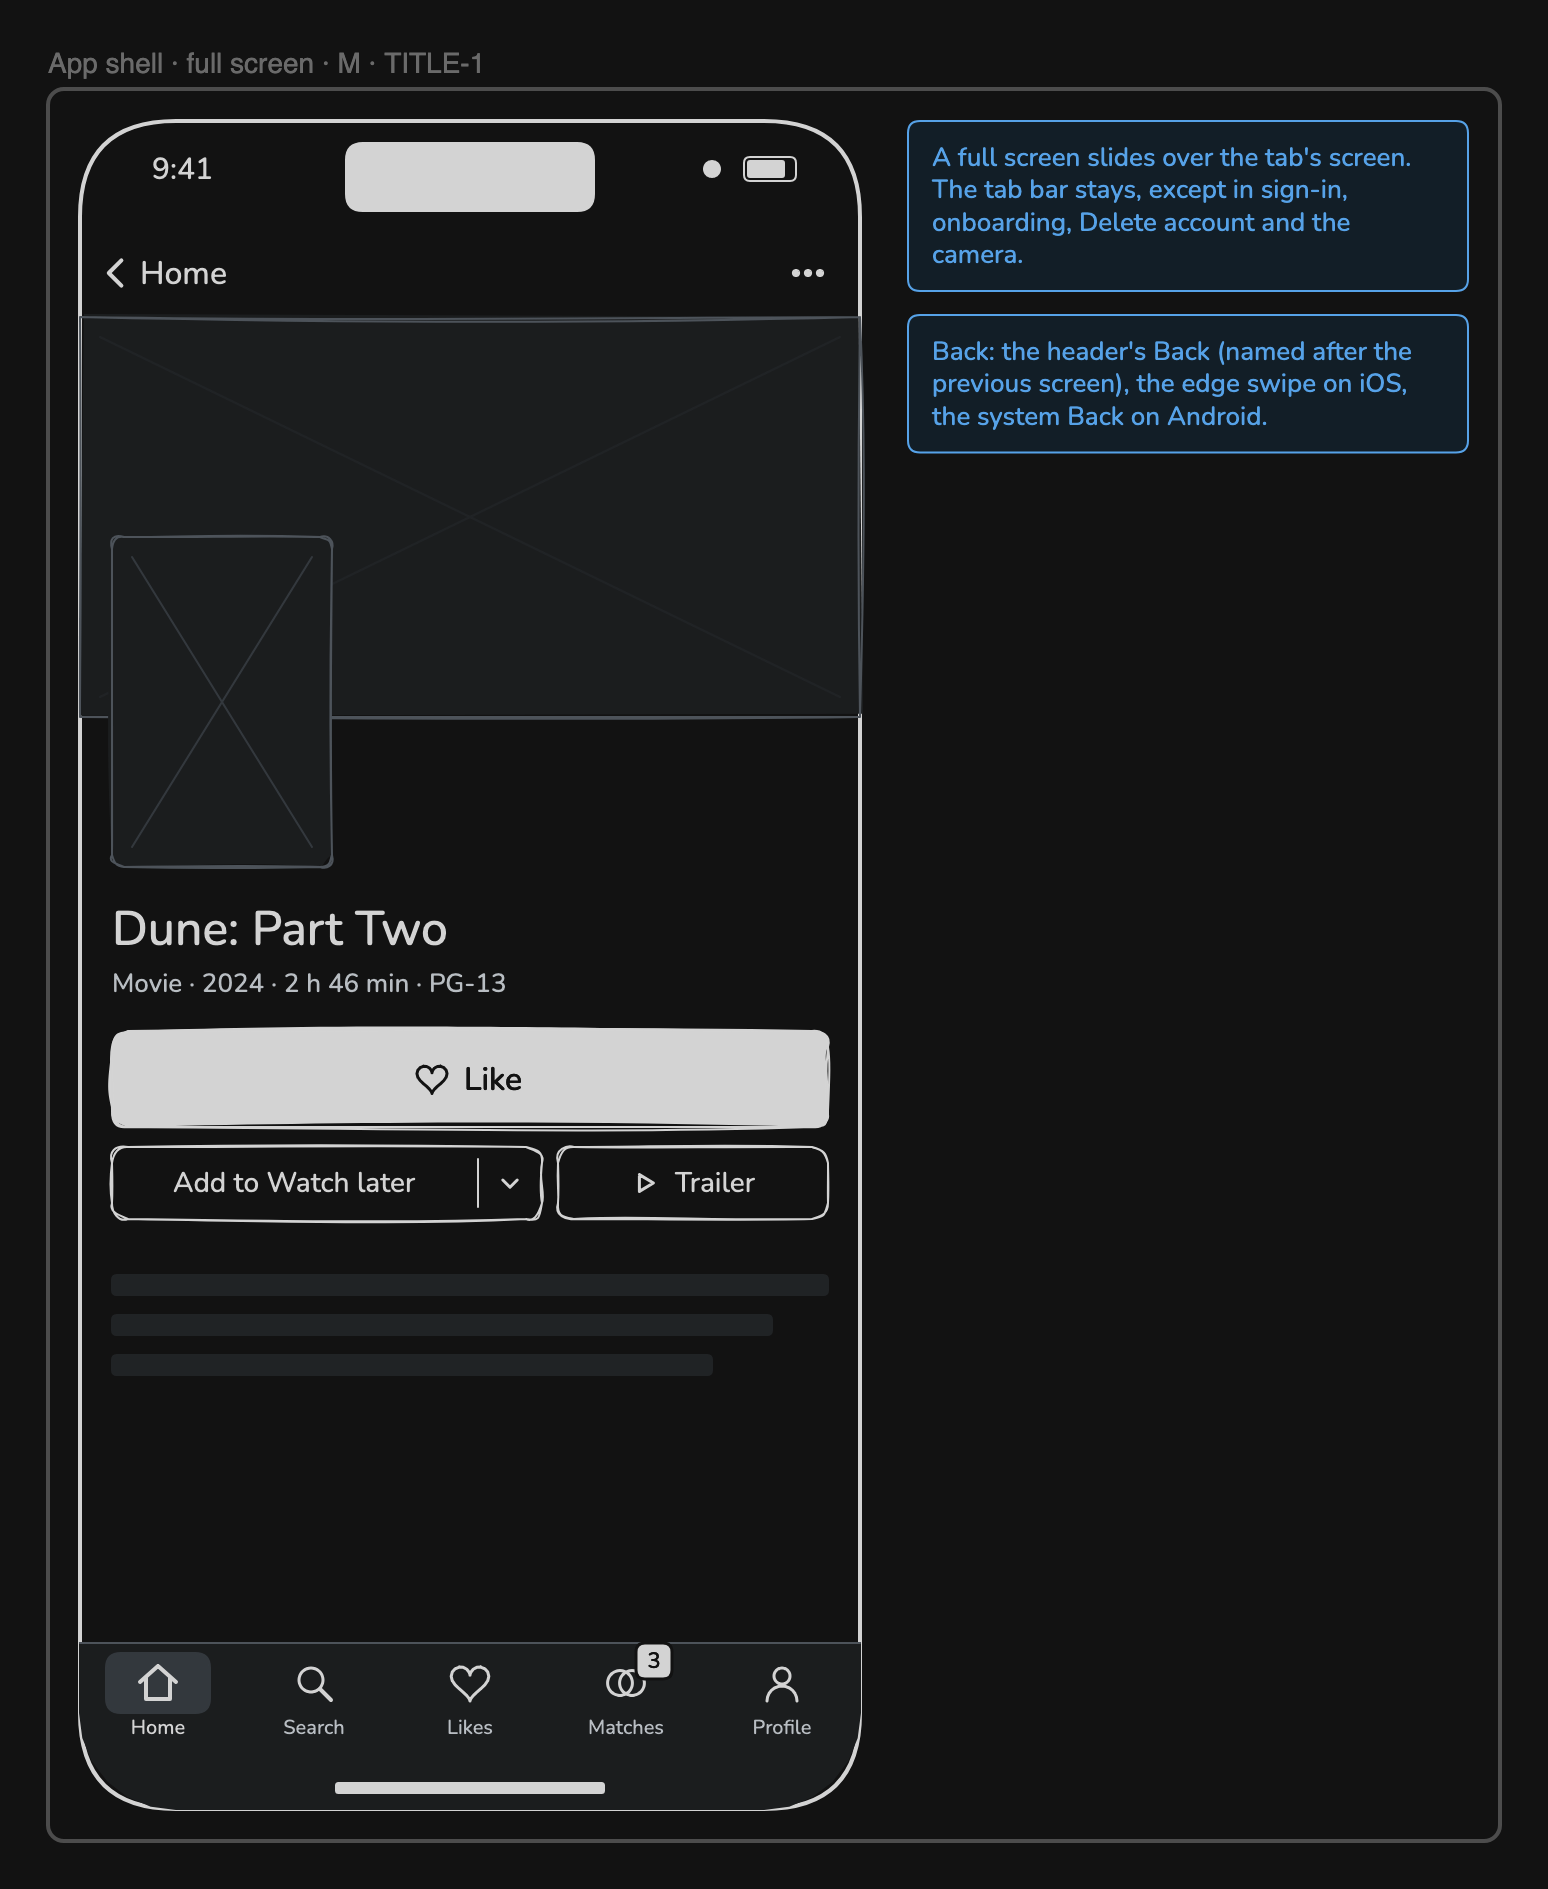 App shell · full screen · M · TITLE-1
9:41
Home
A full screen slides over the tab's screen.
The tab bar stays, except in sign-in,
onboarding, Delete account and the
camera.
Back: the header's Back (named after the
previous screen), the edge swipe on iOS,
the system Back on Android.
Dune: Part Two
Movie · 2024 · 2 h 46 min · PG-13
Like
Add to Watch later
Trailer
3
Home
Search
Likes
Matches
Profile